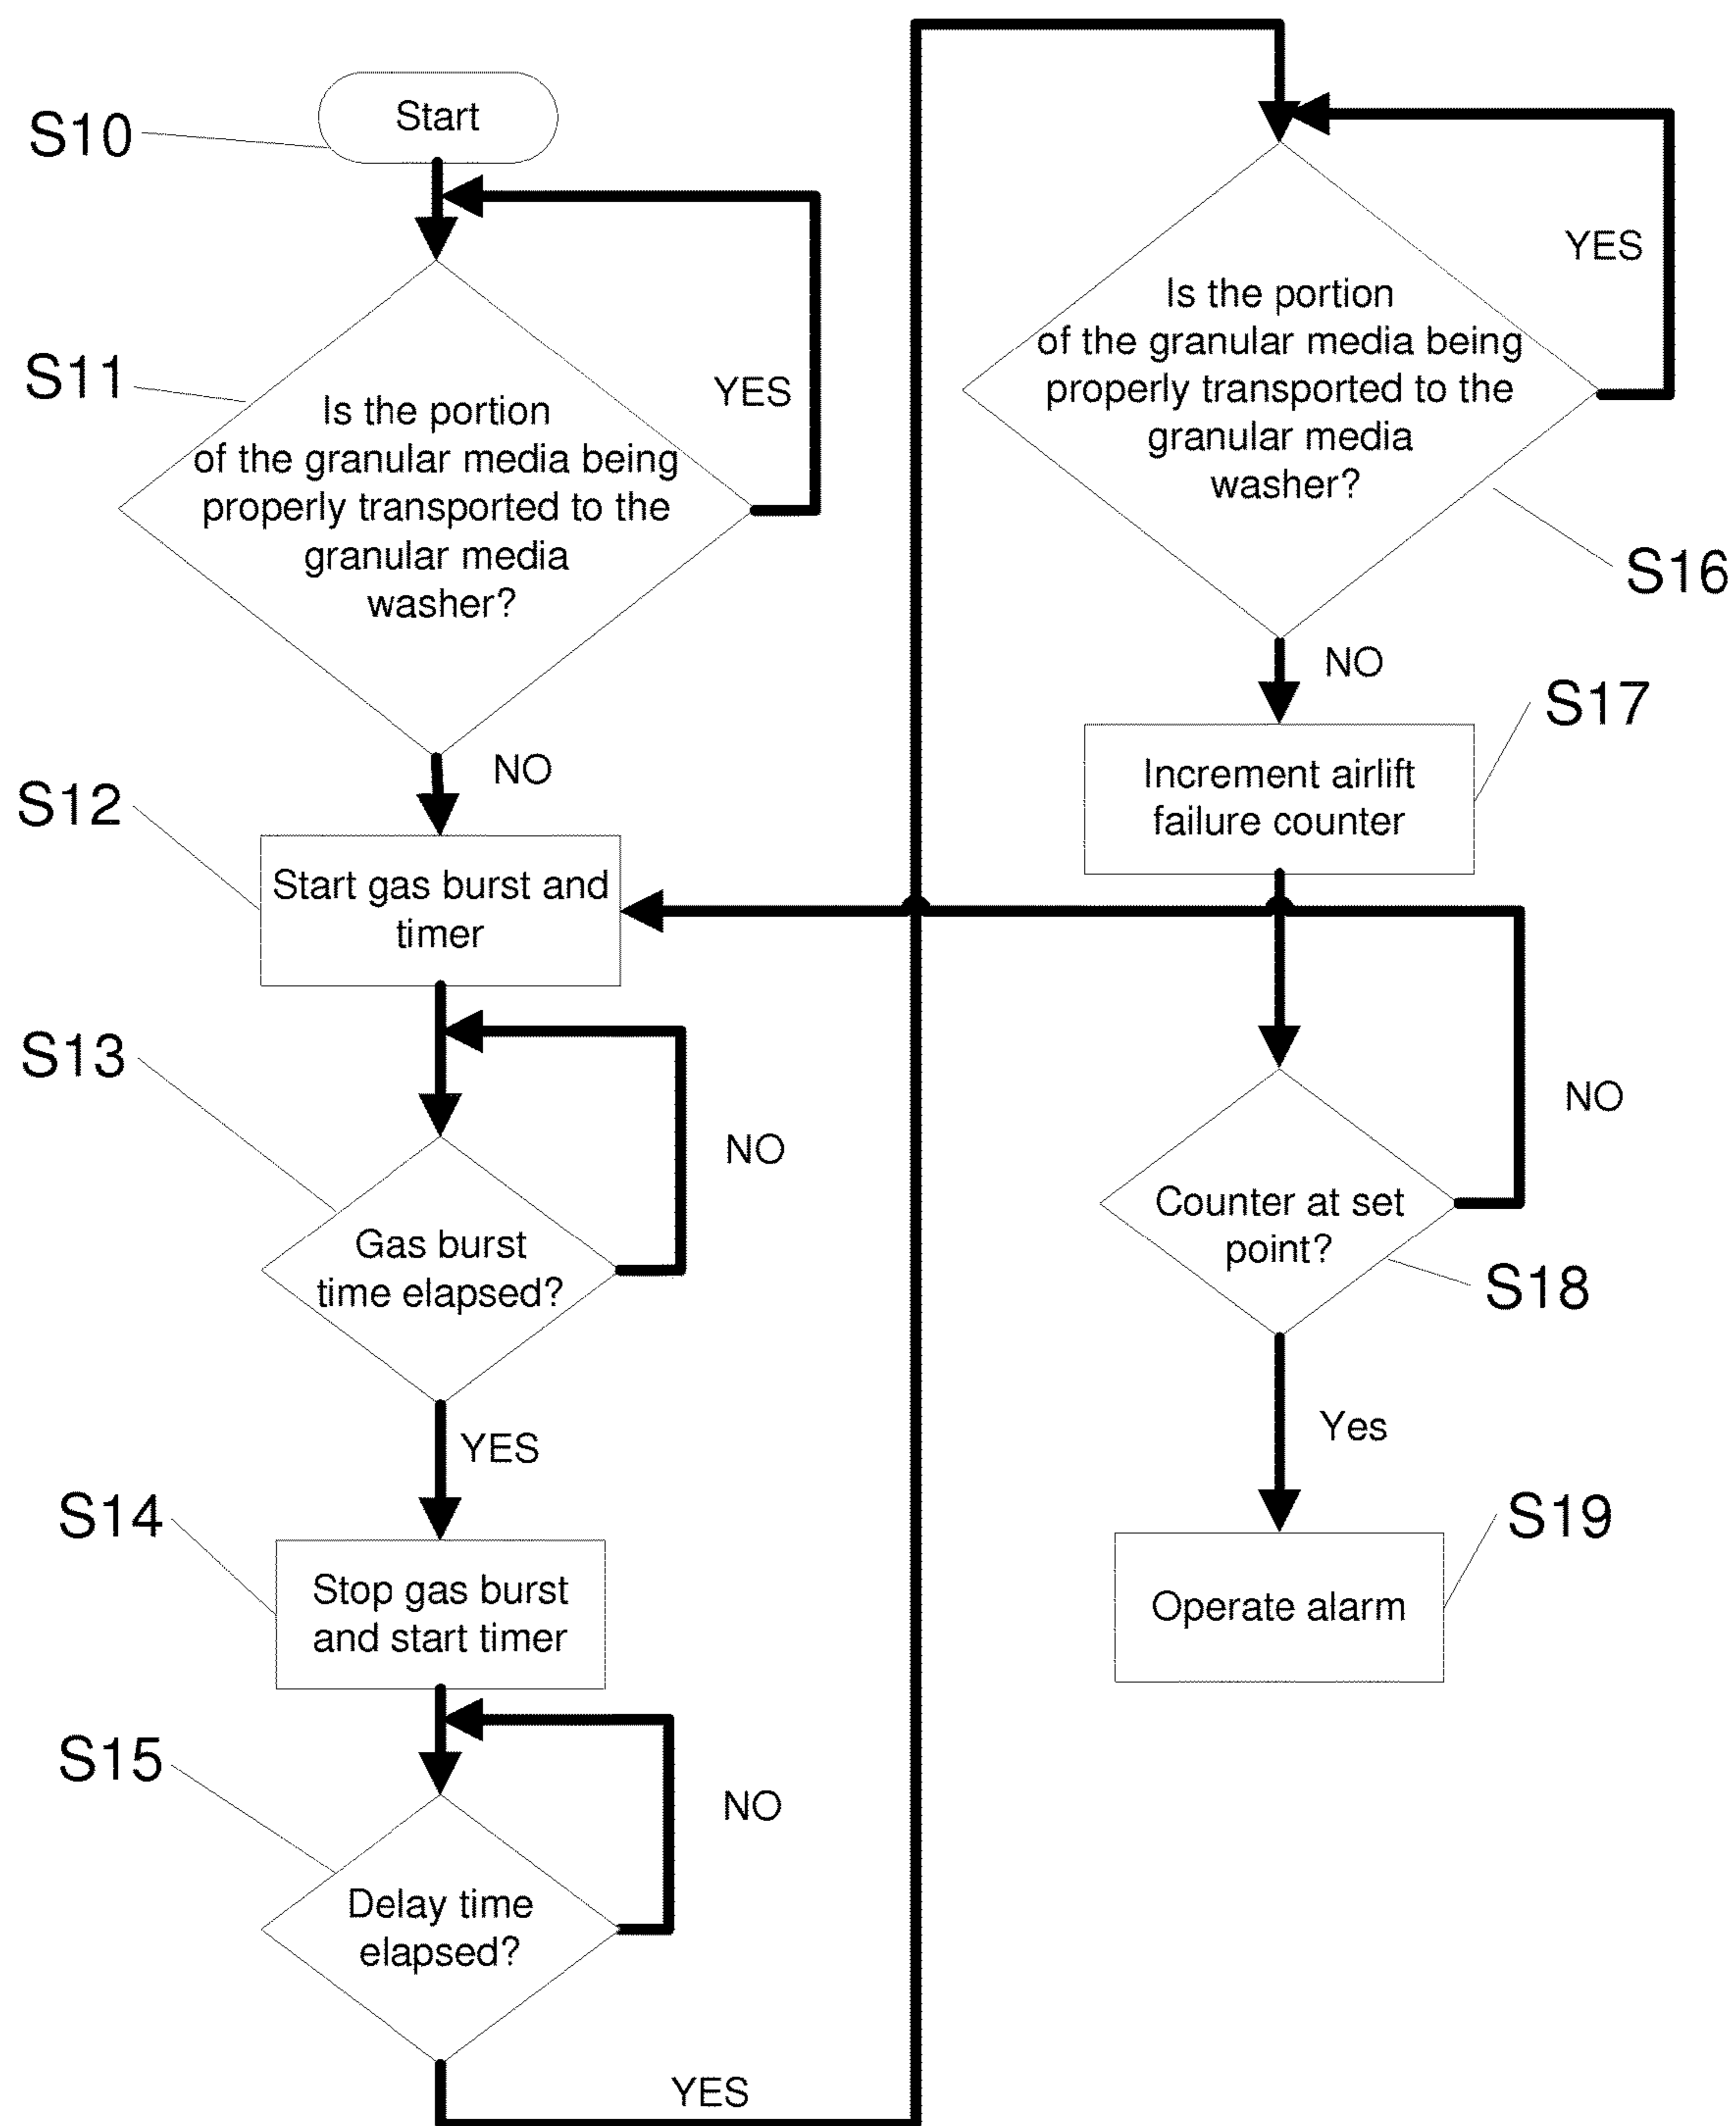 S10
Start
S11
Is the portion
of the granular media being
properly transported to the
granular media
washer?
YES
NO
S12
Start gas burst and
timer
S13
Gas burst
time elapsed?
NO
YES
S14
Stop gas burst
and start timer
S15
Delay time
elapsed?
NO
YES
Is the portion
of the granular media being
properly transported to the
granular media
washer?
YES
S16
NO
S17
Increment airlift
failure counter
Counter at set
point?
NO
S18
Yes
S19
Operate alarm